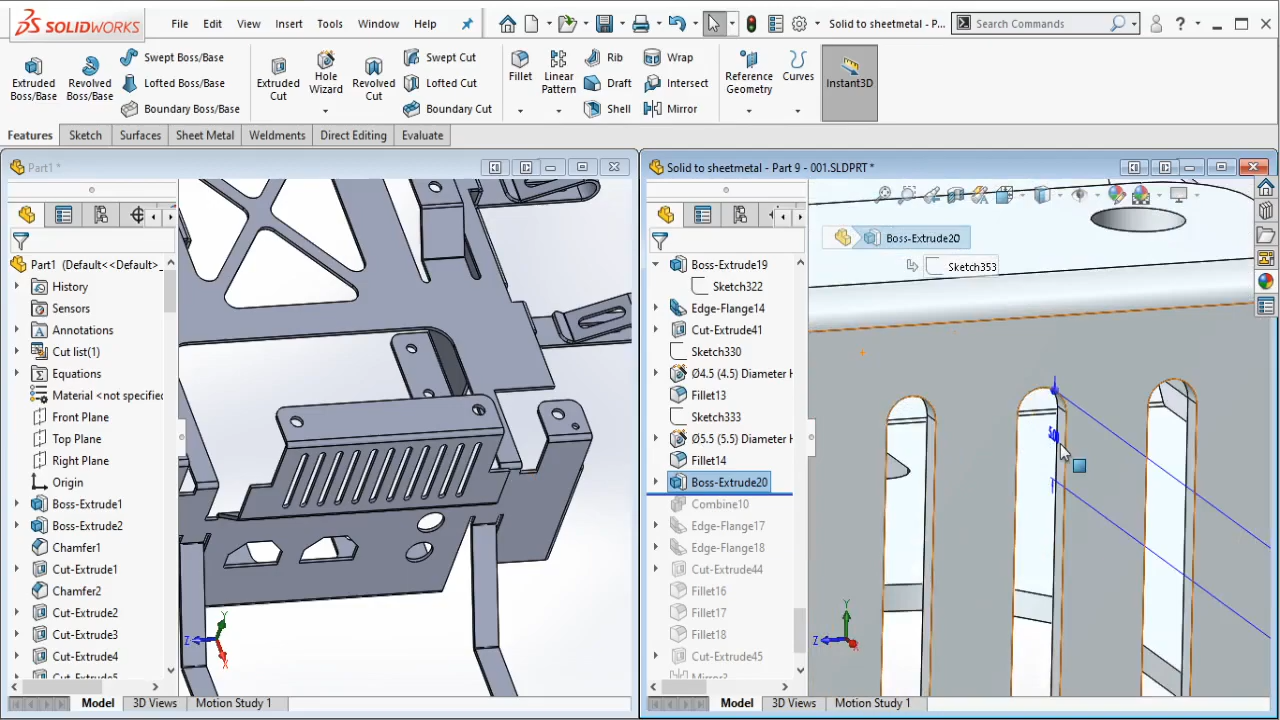 SOLIDWORKS
File Edit View Insert Tools Window Help
Solid to sheetmetal - P...
Search Commands
Extruded Boss/Base
Revolved Boss/Base
Swept Boss/Base
Lofted Boss/Base
Boundary Boss/Base
Extruded Cut
Hole Wizard
Revolved Cut
Swept Cut
Lofted Cut
Boundary Cut
Fillet
Linear Pattern
Rib
Draft
Shell
Wrap
Intersect
Mirror
Reference Geometry
Curves
Instant3D
Features Sketch Surfaces Sheet Metal Weldments Direct Editing Evaluate
Part1 *
Part1 (Default<<Default>_
History
Sensors
Annotations
Cut list(1)
Equations
Material <not specified
Front Plane
Top Plane
Right Plane
Origin
Boss-Extrude1
Boss-Extrude2
Chamfer1
Cut-Extrude1
Chamfer2
Cut-Extrude2
Cut-Extrude3
Cut-Extrude4
Cut-Extrude5
Z Y X
Model 3D Views Motion Study 1
Solid to sheetmetal - Part 9 - 001.SLDPRT *
Boss-Extrude19
Sketch322
Edge-Flange14
Cut-Extrude41
Sketch330
Ø4.5 (4.5) Diameter H
Fillet13
Sketch333
Ø5.5 (5.5) Diameter H
Fillet14
Boss-Extrude20
Combine10
Edge-Flange17
Edge-Flange18
Cut-Extrude44
Fillet16
Fillet17
Fillet18
Cut-Extrude45
Mirror3
Boss-Extrude20
Sketch353
Y Z X
Model 3D Views Motion Study 1